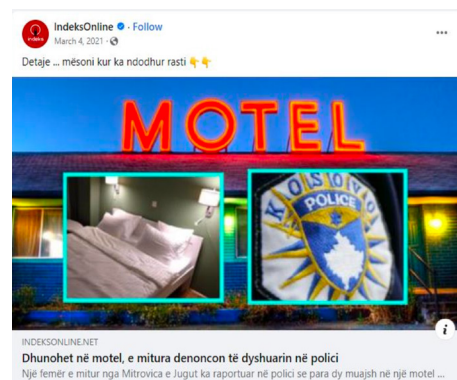 IndeksOnline · Follow
indeks
March 4, 2021 ·
Detaje ... mësoni kur ka ndodhur rasti 👇👇
MOTEL
KOSOVO
POLICE
i
INDEKSONLINE.NET
Dhunohet në motel, e mitura denoncon të dyshuarin në polici
Një femër e mitur nga Mitrovica e Jugut ka raportuar në polici se para dy muajsh në një motel ...